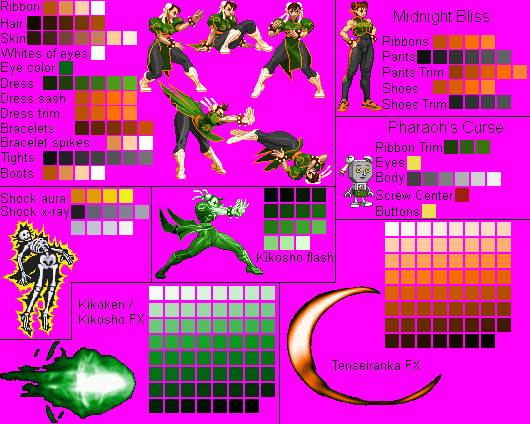 Ribbon
Hair
Skin
Whites of eyes
Eye color
Dress
Dress sash
Dress trim
Bracelets
Bracelet spikes
Tights
Boots
Midnight Bliss
Ribbons
Pants
Pants Trim
Shoes
Shoes Trim
Pharaoh's Curse
Ribbon Trim
Eyes
Body
Screw Center
Buttons
Shock aura
Shock x-ray
Kikosho flash
Kikoken /
Kikosho FX
Tenseiranka FX